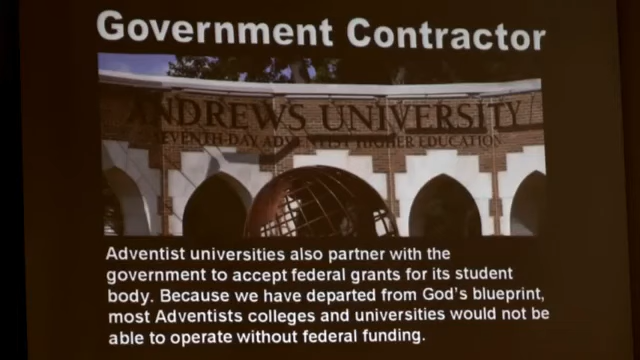 Government Contractor
ANDREWS UNIVERSITY
SEVENTH-DAY ADVENTIST HIGHER EDUCATION
Adventist universities also partner with the
government to accept federal grants for its student
body. Because we have departed from God's blueprint,
most Adventists colleges and universities would not be
able to operate without federal funding.